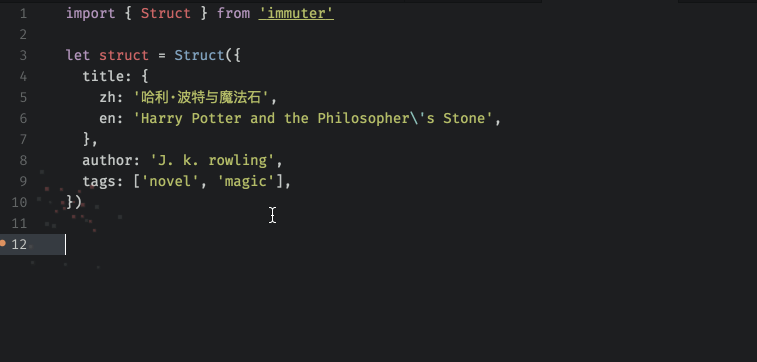 1 import { Struct } from 'immuter'
2
3 let struct = Struct({
4   title: {
5     zh: '哈利·波特与魔法石',
6     en: 'Harry Potter and the Philosopher\'s Stone',
7   },
8   author: 'J. k. rowling',
9   tags: ['novel', 'magic'],
10 })
11
12